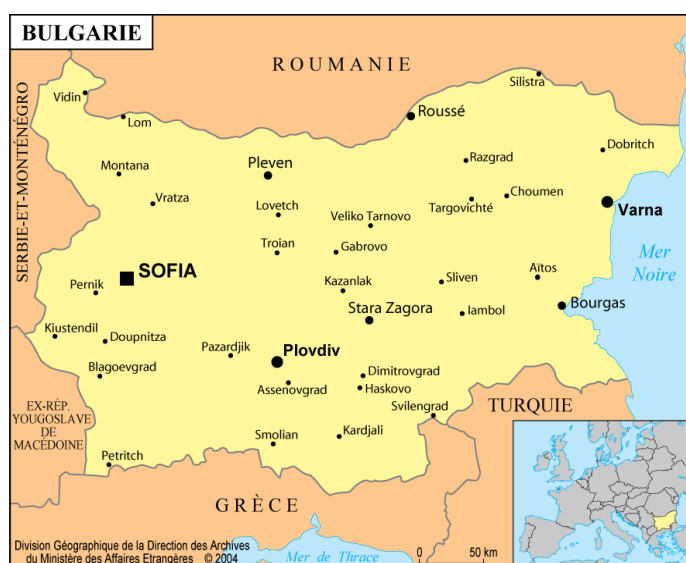 BULGARIE
ROUMANIE
Silistra
Vidin
Lom
Roussé
SERBIE-ET-MONTÉNÉGRO
Dobritch
Montana
Pleven
Razgrad
Vratza
Choumen
Targovichté
Varna
Lovetch
Veliko Tarnovo
Troian
Gabrovo
Mer
Noire
SOFIA
Pernik
Kazanlak
Sliven
Aïtos
Stara Zagora
Iambol
Bourgas
Kiustendil
Doupnitza
Pazardjik
Plovdiv
Blagoevgrad
Assenovgrad
Dimitrovgrad
Haskovo
EX-RÉP.
YOUGOSLAVE
DE
MACÉDOINE
Svilengrad
TURQUIE
Smolian
Kardjali
Petritch
GRÈCE
Division Géographique de la Direction des Archives
du Ministère des Affaires Etrangères © 2004
Mer de Thrace
0 50 km